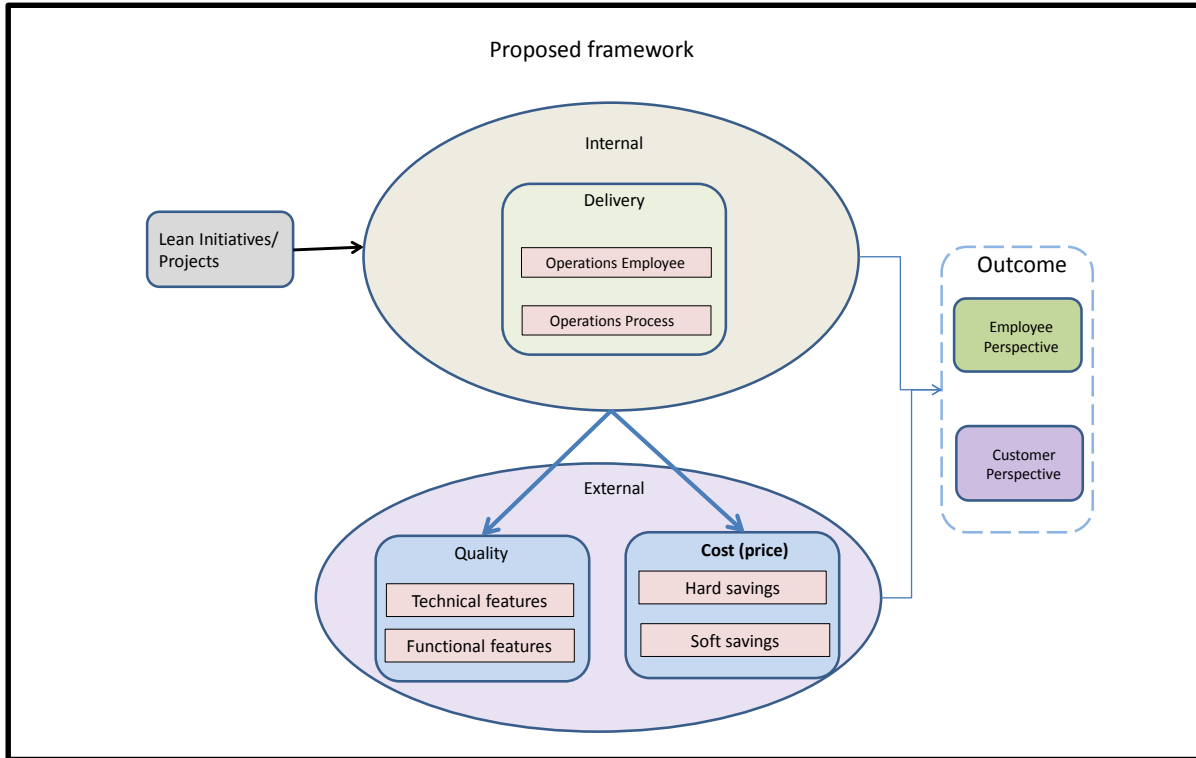 Proposed framework
Internal
Delivery
Operations Employee
Operations Process
Lean Initiatives/
Projects
Outcome
Employee
Perspective
Customer
Perspective
External
Quality
Technical features
Functional features
Cost (price)
Hard savings
Soft savings